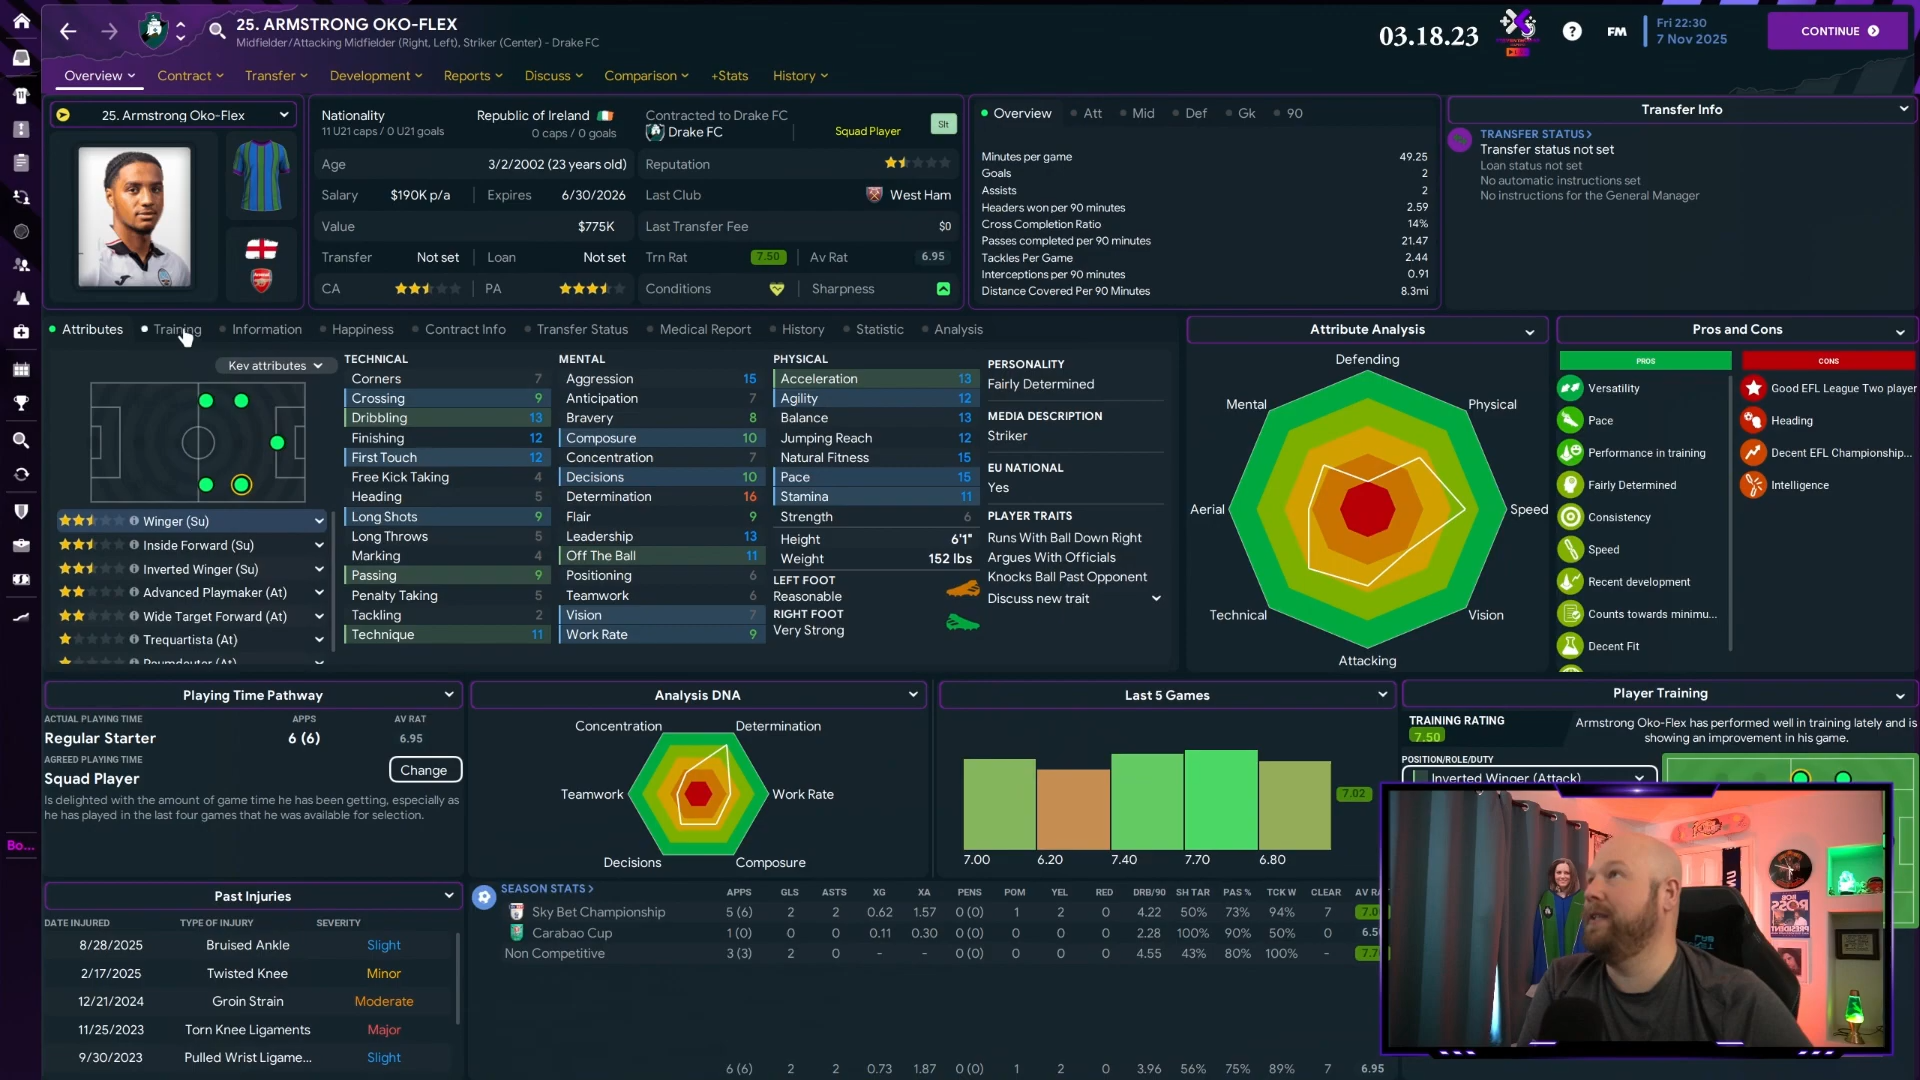 25. ARMSTRONG OKO-FLEX
Midfielder/Attacking Midfielder (Right, Left), Striker (Center) - Drake FC
03.18.23
FM
Fri 22:30
7 Nov 2025
CONTINUE
Overview
Contract
Transfer
Development
Reports
Discuss
Comparison
+Stats
History
25. Armstrong Oko-Flex
Nationality
11 U21 caps / 0 U21 goals
Republic of Ireland
0 caps / 0 goals
Contracted to Drake FC
Drake FC
Squad Player
Slt
Age
3/2/2002 (23 years old)
Reputation
Salary
$190K p/a
Expires
6/30/2026
Last Club
West Ham
Value
$775K
Last Transfer Fee
$0
Transfer
Not set
Loan
Not set
Trn Rat
7.50
Av Rat
6.95
CA
PA
Conditions
Sharpness
Overview
Att
Mid
Def
Gk
90
Minutes per game 49.25
Goals 2
Assists 2
Headers won per 90 minutes 2.59
Cross Completion Ratio 14%
Passes completed per 90 minutes 21.47
Tackles Per Game 2.44
Interceptions per 90 minutes 0.91
Distance Covered Per 90 Minutes 8.3mi
Transfer Info
TRANSFER STATUS >
Transfer status not set
Loan status not set
No automatic instructions set
No instructions for the General Manager
Attributes
Training
Information
Happiness
Contract Info
Transfer Status
Medical Report
History
Statistic
Analysis
Key attributes
Winger (Su)
Inside Forward (Su)
Inverted Winger (Su)
Advanced Playmaker (At)
Wide Target Forward (At)
Trequartista (At)
Raumdeuter (At)
TECHNICAL
Corners 7
Crossing 9
Dribbling 13
Finishing 12
First Touch 12
Free Kick Taking 4
Heading 5
Long Shots 9
Long Throws 5
Marking 4
Passing 9
Penalty Taking 5
Tackling 2
Technique 11
MENTAL
Aggression 15
Anticipation 7
Bravery 8
Composure 10
Concentration 7
Decisions 10
Determination 16
Flair 9
Leadership 13
Off The Ball 11
Positioning 6
Teamwork 6
Vision 7
Work Rate 9
PHYSICAL
Acceleration 13
Agility 12
Balance 13
Jumping Reach 12
Natural Fitness 15
Pace 15
Stamina 11
Strength 6
Height 6'1"
Weight 152 lbs
LEFT FOOT
Reasonable
RIGHT FOOT
Very Strong
PERSONALITY
Fairly Determined
MEDIA DESCRIPTION
Striker
EU NATIONAL
Yes
PLAYER TRAITS
Runs With Ball Down Right
Argues With Officials
Knocks Ball Past Opponent
Discuss new trait
Attribute Analysis
Defending
Mental
Physical
Aerial
Speed
Technical
Vision
Attacking
Pros and Cons
PROS
CONS
Versatility
Pace
Performance in training
Fairly Determined
Consistency
Speed
Recent development
Counts towards minimu...
Decent Fit
Good EFL League Two player
Heading
Decent EFL Championship...
Intelligence
Playing Time Pathway
ACTUAL PLAYING TIME
APPS
AV RAT
Regular Starter
6 (6)
6.95
AGREED PLAYING TIME
Squad Player
Change
Is delighted with the amount of game time he has been getting, especially as
he has played in the last four games that he was available for selection.
Analysis DNA
Concentration
Determination
Teamwork
Work Rate
Decisions
Composure
Last 5 Games
7.02
7.00
6.20
7.40
7.70
6.80
Player Training
TRAINING RATING
7.50
Armstrong Oko-Flex has performed well in training lately and is
showing an improvement in his game.
POSITION/ROLE/DUTY
Inverted Winger (Attack)
Bo...
Past Injuries
DATE INJURED TYPE OF INJURY SEVERITY
8/28/2025 Bruised Ankle Slight
2/17/2025 Twisted Knee Minor
12/21/2024 Groin Strain Moderate
11/25/2023 Torn Knee Ligaments Major
9/30/2023 Pulled Wrist Ligame... Slight
SEASON STATS > APPS GLS ASTS XG XA PENS POM YEL RED DRB/90 SH TAR PAS % TCK W CLEAR AV RA
Sky Bet Championship 5 (6) 2 2 0.62 1.57 0 (0) 1 2 0 4.22 50% 73% 94% 7
Carabao Cup 1 (0) 0 0 0.11 0.30 0 (0) 0 0 0 2.28 100% 90% 50% 0
Non Competitive 3 (3) 2 0 - - 0 (0) 0 0 0 4.55 43% 80% 100% -
6 (6) 2 2 0.73 1.87 0 (0) 1 2 0 3.96 56% 75% 89% 7 6.95
BOB
ROSS
PRESIDENT